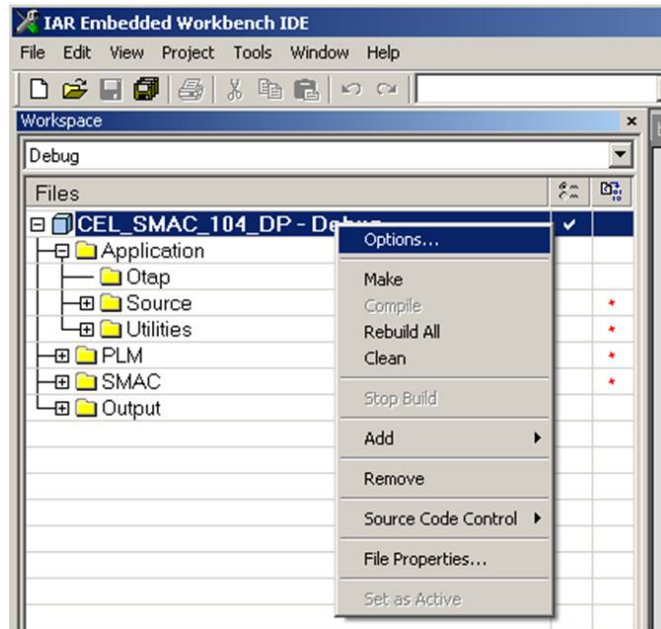 IAR Embedded Workbench IDE
File Edit View Project Tools Window Help
Workspace
Debug
Files
CEL_SMAC_104_DP - Debug
Application
Otap
Source
Utilities
PLM
SMAC
Output
Options...
Make
Compile
Rebuild All
Clean
Stop Build
Add
Remove
Source Code Control
File Properties...
Set as Active